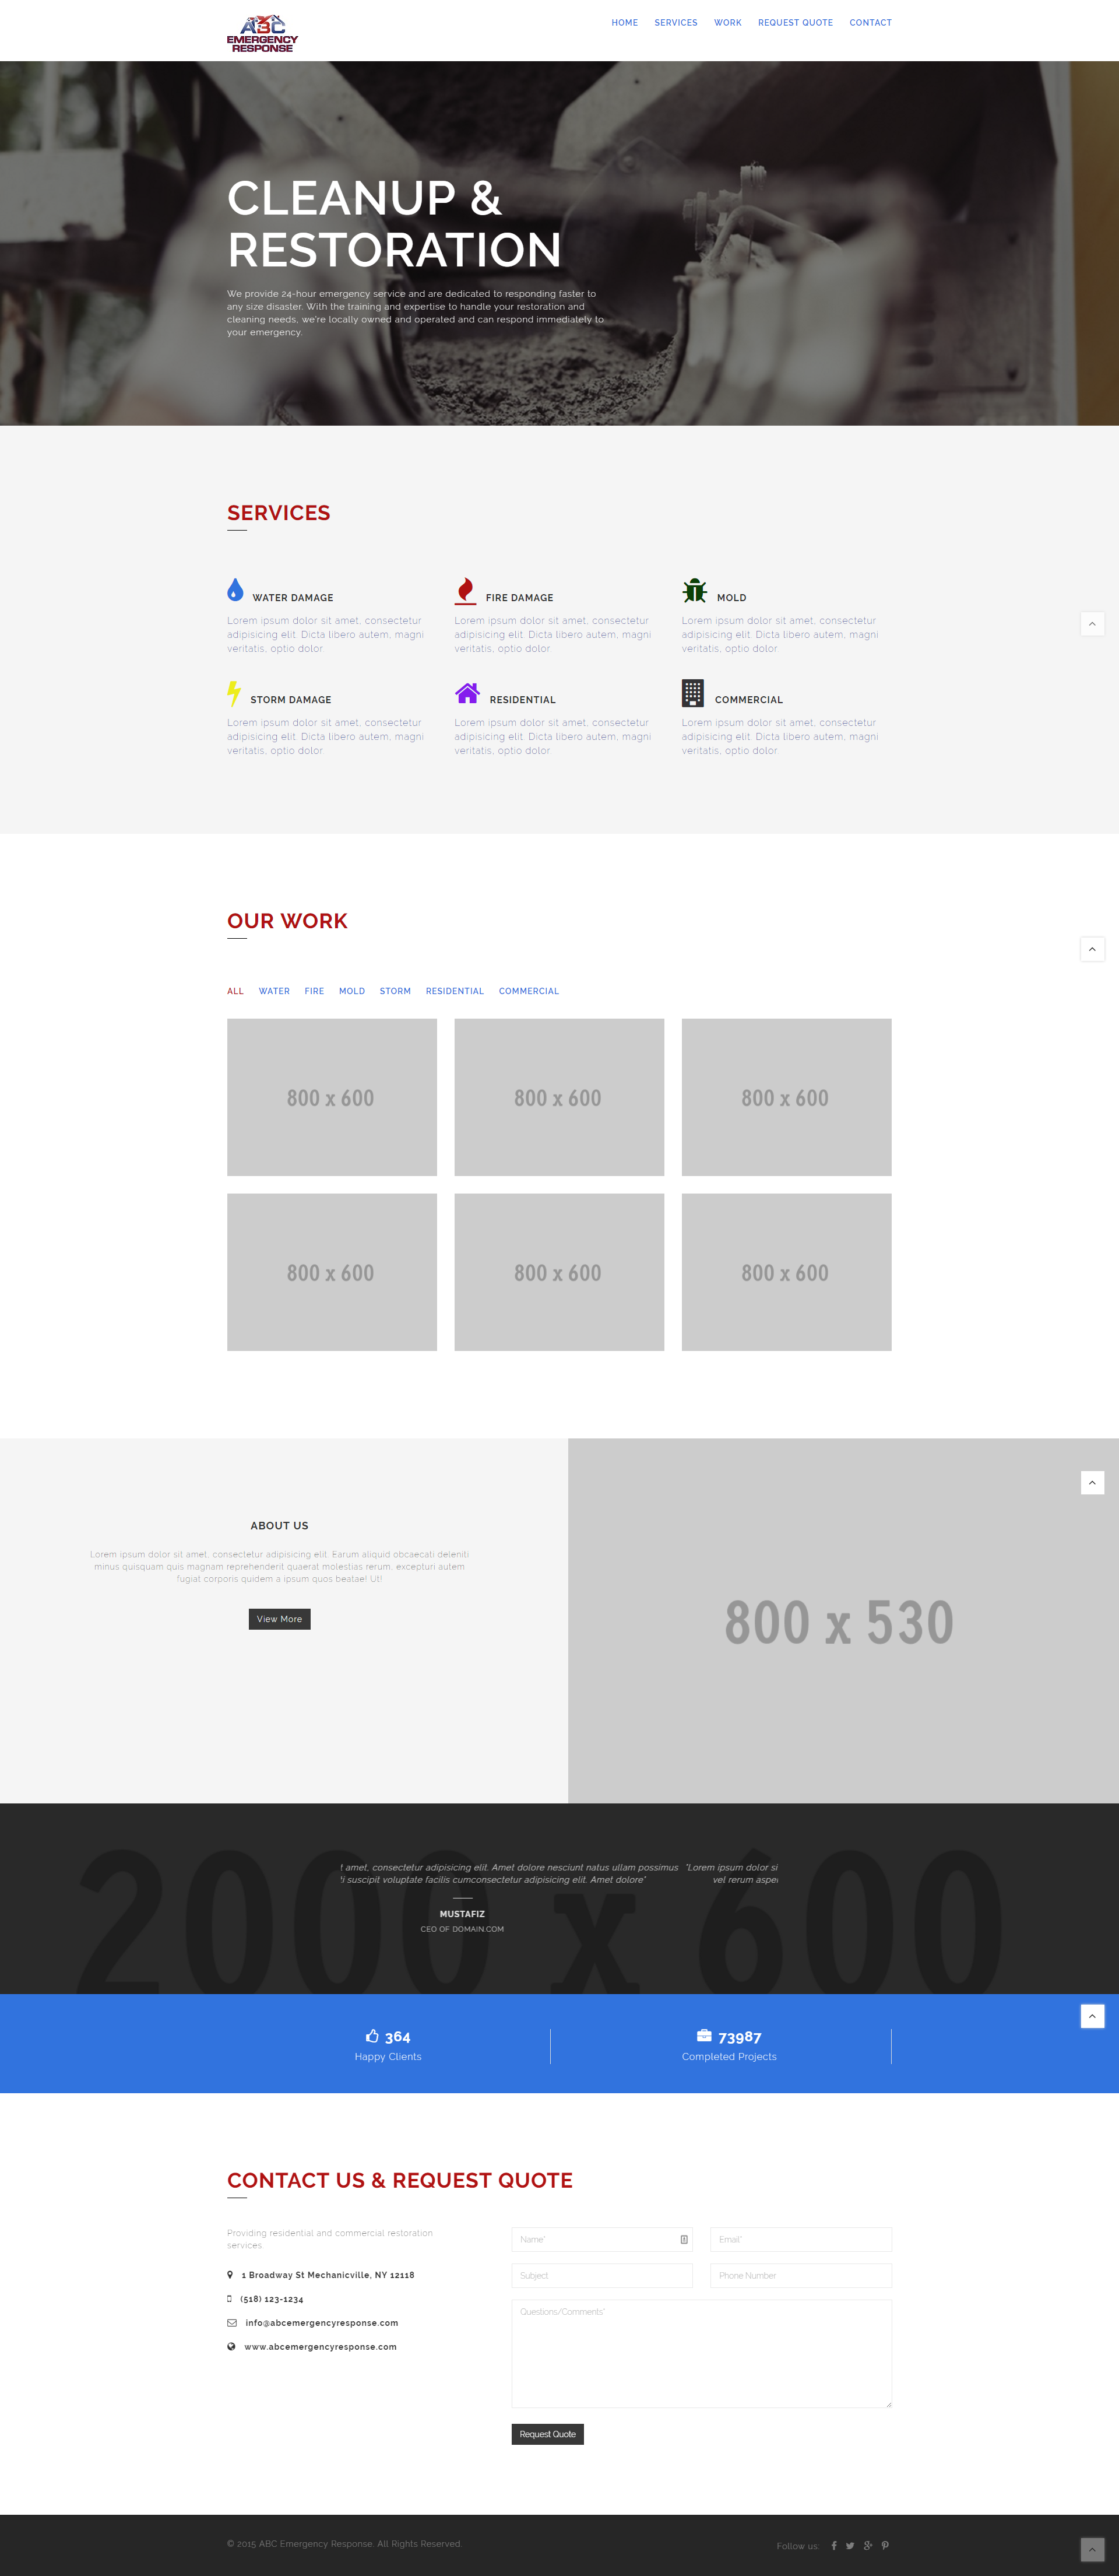 ABC
EMERGENCY
RESPONSE
HOME SERVICES WORK REQUEST QUOTE CONTACT
CLEANUP &
RESTORATION
We provide 24-hour emergency service and are dedicated to responding faster to
any size disaster. With the training and expertise to handle your restoration and
cleaning needs, we're locally owned and operated and can respond immediately to
your emergency.
SERVICES
WATER DAMAGE
Lorem ipsum dolor sit amet, consectetur
adipisicing elit. Dicta libero autem, magni
veritatis, optio dolor.
FIRE DAMAGE
Lorem ipsum dolor sit amet, consectetur
adipisicing elit. Dicta libero autem, magni
veritatis, optio dolor.
MOLD
Lorem ipsum dolor sit amet, consectetur
adipisicing elit. Dicta libero autem, magni
veritatis, optio dolor
STORM DAMAGE
Lorem ipsum dolor sit amet, consectetur
adipisicing elit. Dicta libero autem, magni
veritatis, optio dolor
RESIDENTIAL
Lorem ipsum dolor sit amet, consectetur
adipisicing elit. Dicta libero autem, magni
veritatis, optio dolor.
COMMERCIAL
Lorem ipsum dolor sit amet, consectetur
adipisicing elit. Dicta libero autem, magni
veritatis, optio dolor
OUR WORK
ALL WATER FIRE MOLD STORM RESIDENTIAL COMMERCIAL
800 x 600
800 x 600
800 x 600
800 x 600
800 x 600
800 x 600
ABOUT US
Lorem ipsum dolor sit amet, consectetur adipisicing elit. Earum aliquid obcaecati deleniti
minus quisquam quis magnam reprehenderit quaerat molestias rerum, excepturi autem
fugiat corporis quidem a ipsum quos beatae! Ut!
View More
800 x 530
2000 x 600
t amet, consectetur adipisicing elit. Amet dolore nesciunt natus ullam possimus
i suscipit voluptate facilis cumconsectetur adipisicing elit. Amet dolore"
MUSTAFIZ
CEO OF DOMAIN.COM
"Lorem ipsum dolor si
vel rerum asper
364
Happy Clients
73987
Completed Projects
CONTACT US & REQUEST QUOTE
Providing residential and commercial restoration
services.
1 Broadway St Mechanicville, NY 12118
(518) 123-1234
info@abcemergencyresponse.com
www.abcemergencyresponse.com
Name*
Email*
Subject
Phone Number
Questions/Comments*
Request Quote
© 2015 ABC Emergency Response. All Rights Reserved.
Follow us: